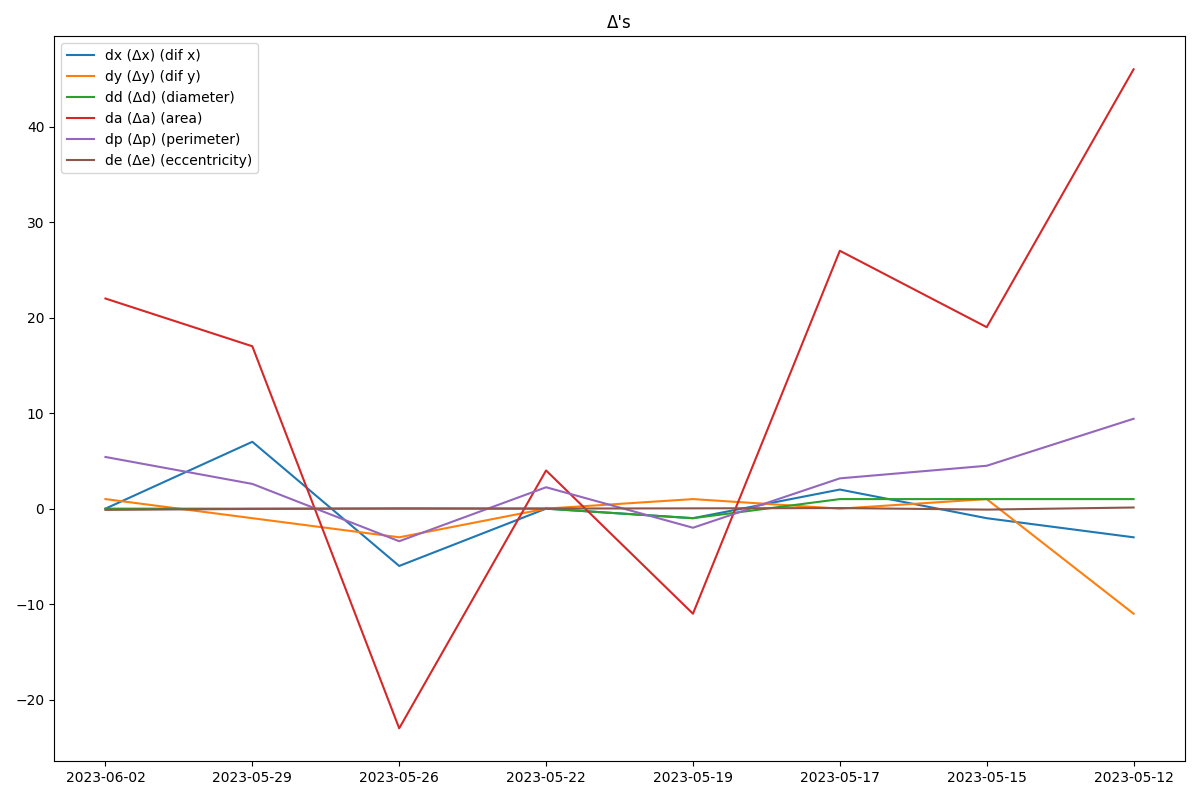 Δ's
dx (Δx) (dif x)
dy (Δy) (dif y)
dd (Δd) (diameter)
da (Δa) (area)
dp (Δp) (perimeter)
de (Δe) (eccentricity)
40
30
20
10
0
−10
−20
2023-06-02 2023-05-29 2023-05-26 2023-05-22 2023-05-19 2023-05-17 2023-05-15 2023-05-12